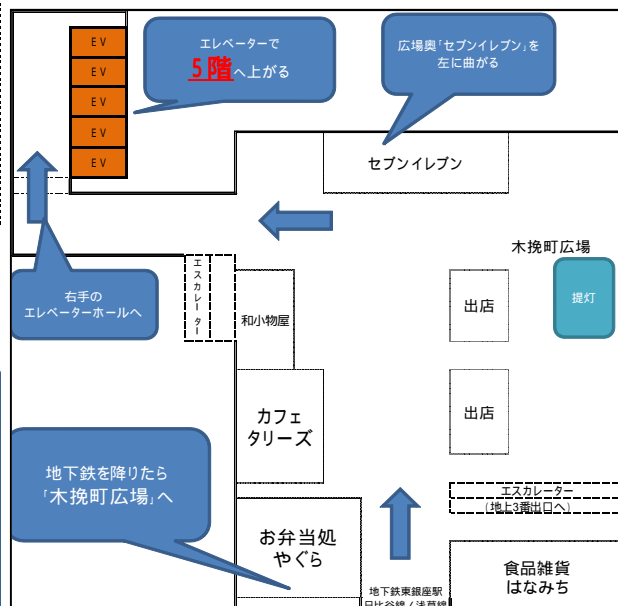 ＥＶ
ＥＶ
ＥＶ
ＥＶ
ＥＶ
エレベーターで
５階へ上がる
広場奥「セブンイレブン」を
左に曲がる
セブンイレブン
木挽町広場
提灯
右手の
エレベーターホールへ
エスカレーター
和小物屋
出店
カフェ
タリーズ
出店
地下鉄を降りたら
「木挽町広場」へ
エスカレーター
(地上3番出口へ)
お弁当処
やぐら
食品雑貨
はなみち
地下鉄東銀座駅
日比谷線／浅草線